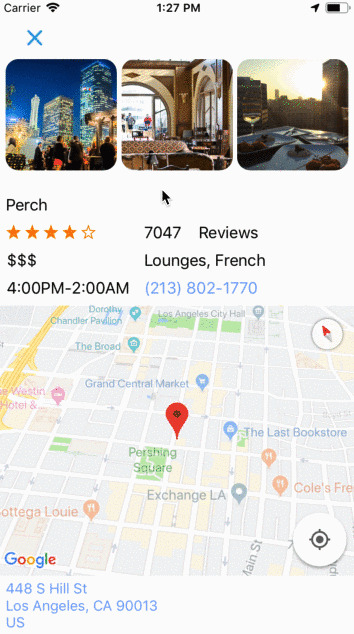 Carrier 1:27 PM
Perch
7047 Reviews
$$$ Lounges, French
4:00PM-2:00AM (213) 802-1770
Dorothy
Chandler Pavilion
Los Angeles City Hall
The Broad
e Westin
Hotel &...
Grand Central Market
The Last Bookstore
Pershing
Square
Cole's Fre
Exchange LA
ottega Louie
Main St
Google
448 S Hill St
Los Angeles, CA 90013
US